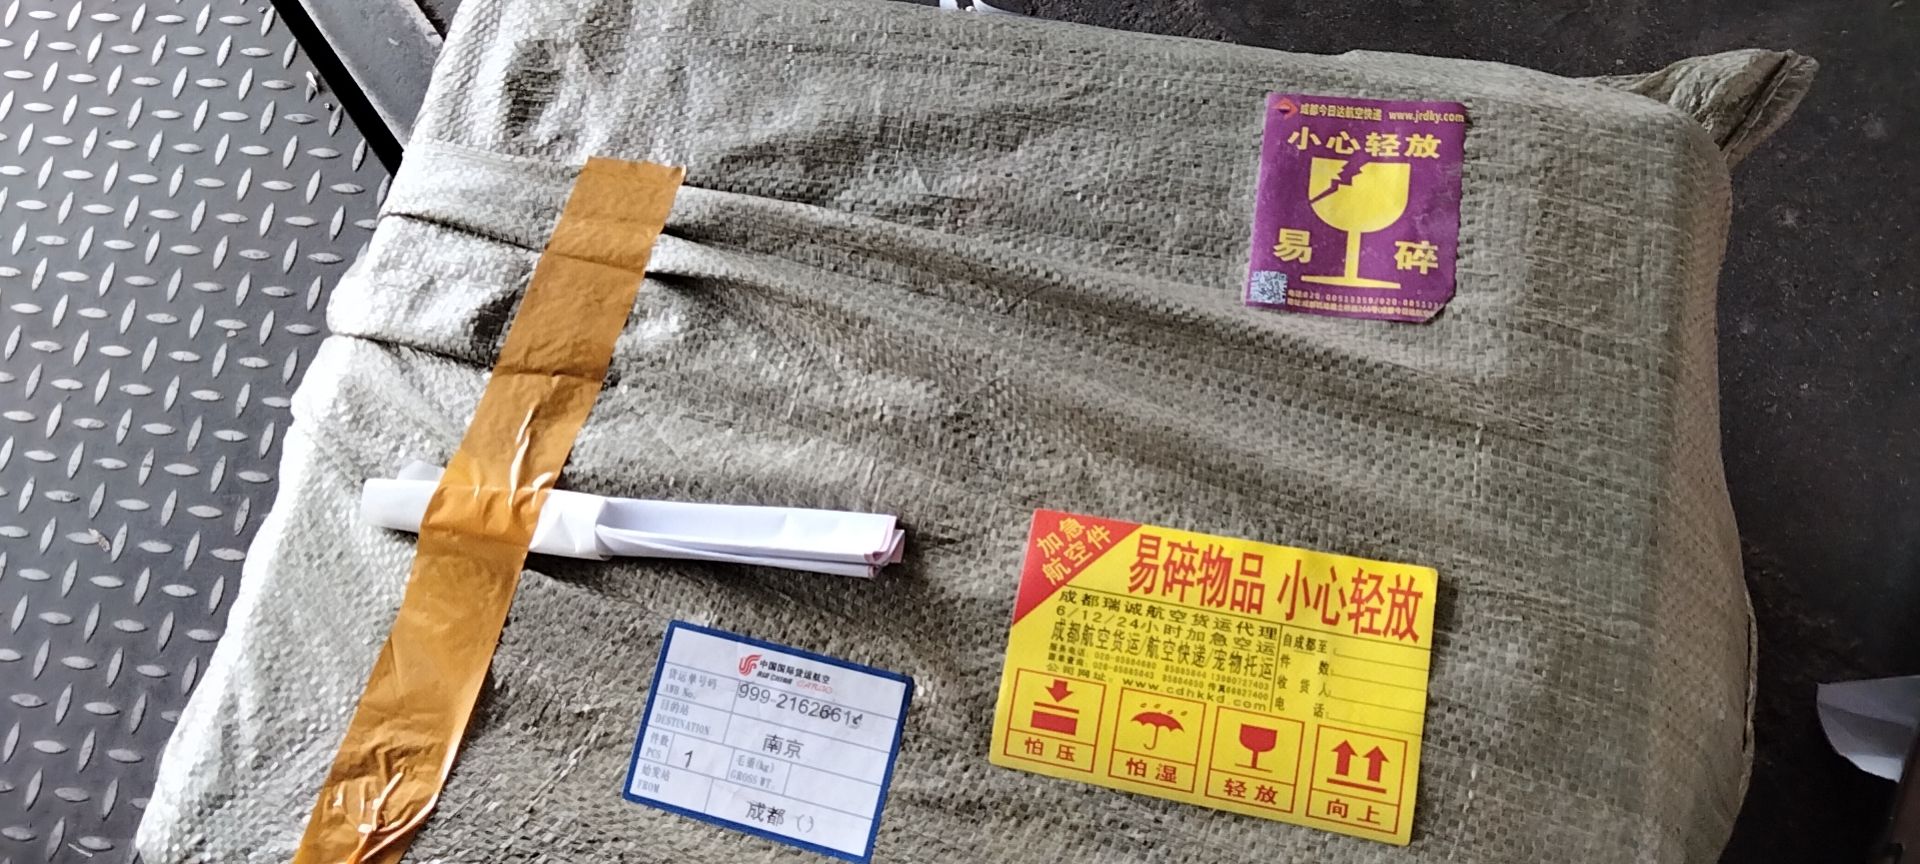 成都今日达航空快递 www.jrdky.com
小心轻放
易 碎
加急
航空件
易碎物品 小心轻放
成都瑞诚航空货运代理
6/12/24小时加急空运
成都航空货运/航空快递/宠物托运
公司网址: www.cdhkkd.com
自成都至:
件 数:
收 货 人:
电 话:
怕压
怕湿
轻放
向上
中国国际货运航空
AIR CHINA CARGO
货运单号码
AWB No.
999-2162661
目的站
DESTINATION
南京
件数
PCS
1
毛重(kg)
GROSS WT.
始发站
FROM
成都 ( )